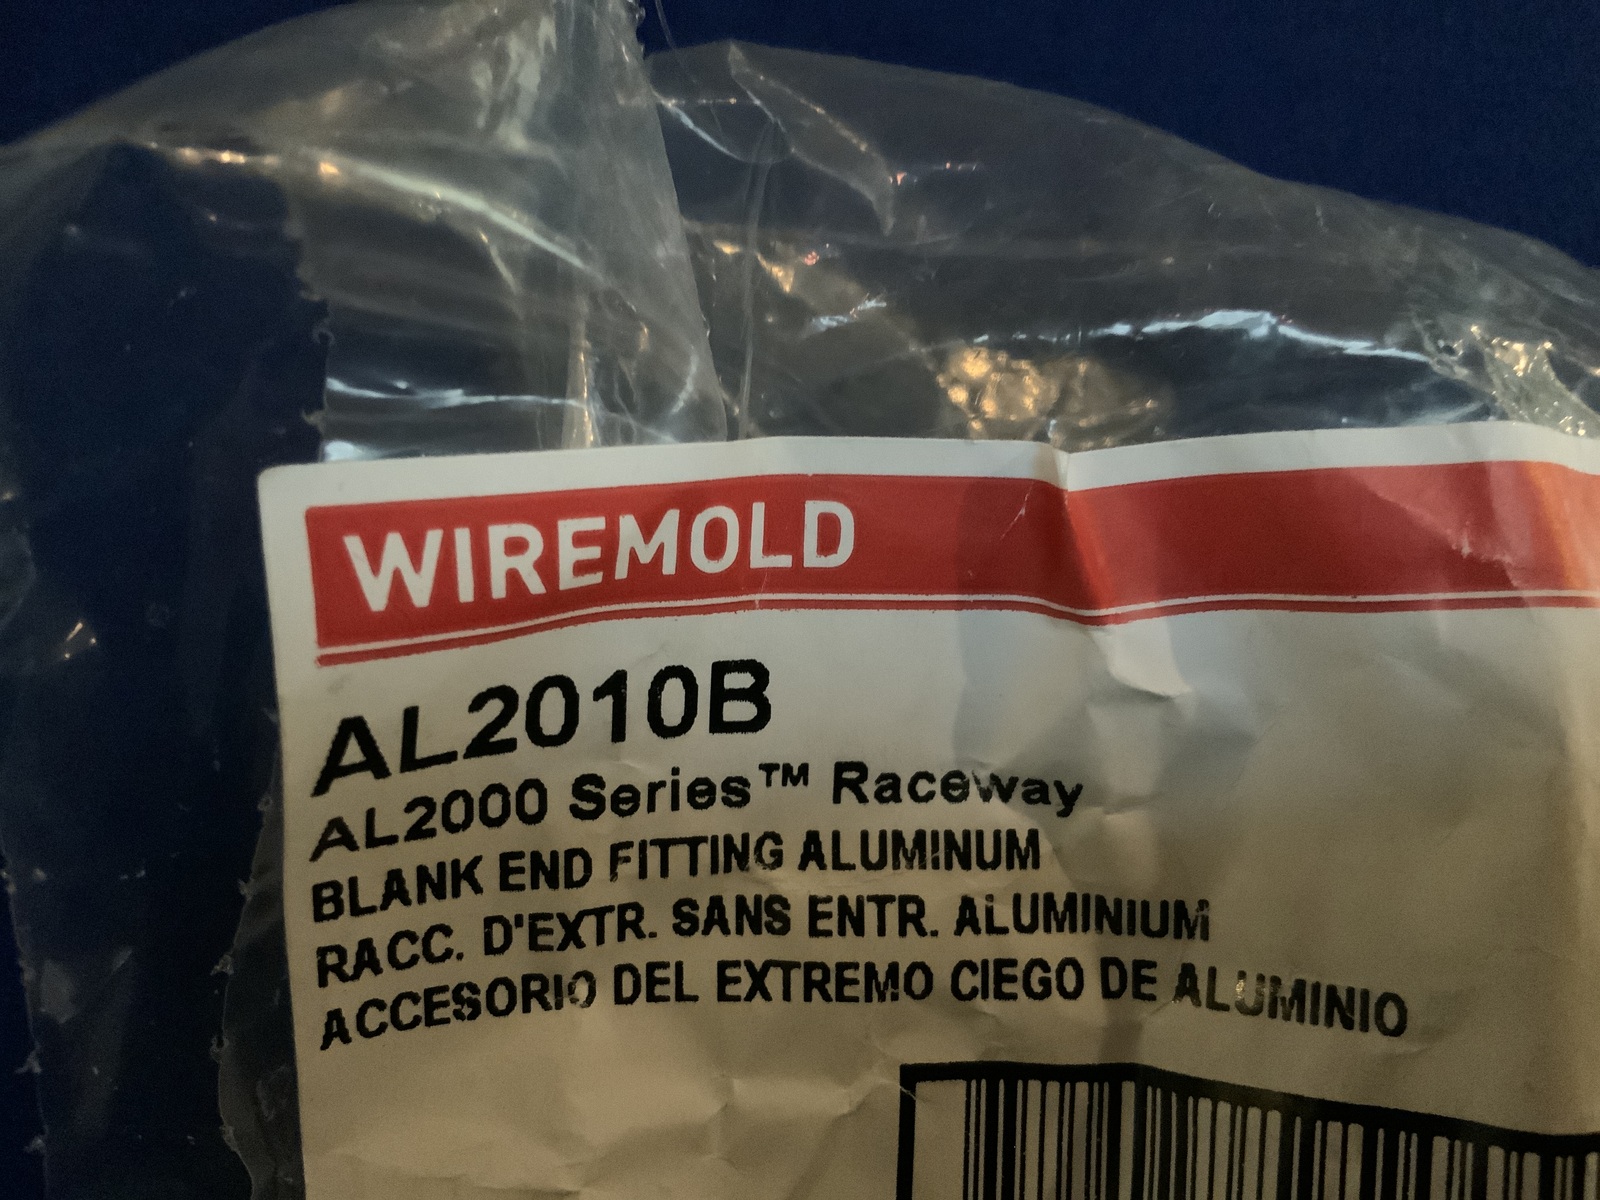 WIREMOLD
AL2010B
AL2000 Series™ Raceway
BLANK END FITTING ALUMINUM
RACC. D'EXTR. SANS ENTR. ALUMINIUM
ACCESORIO DEL EXTREMO CIEGO DE ALUMINIO